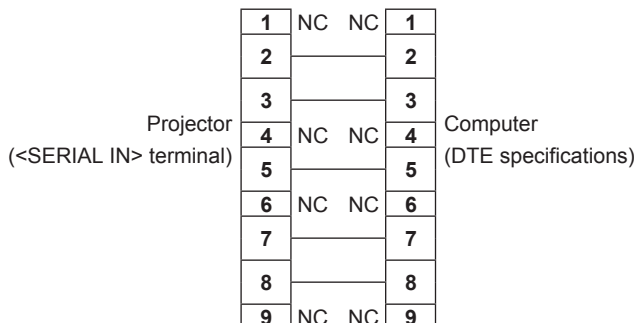 1 NC NC 1
2 2
3 3
Projector
(<SERIAL IN> terminal)
4 NC NC 4
Computer
(DTE specifications)
5 5
6 NC NC 6
7 7
8 8
9 NC NC 9